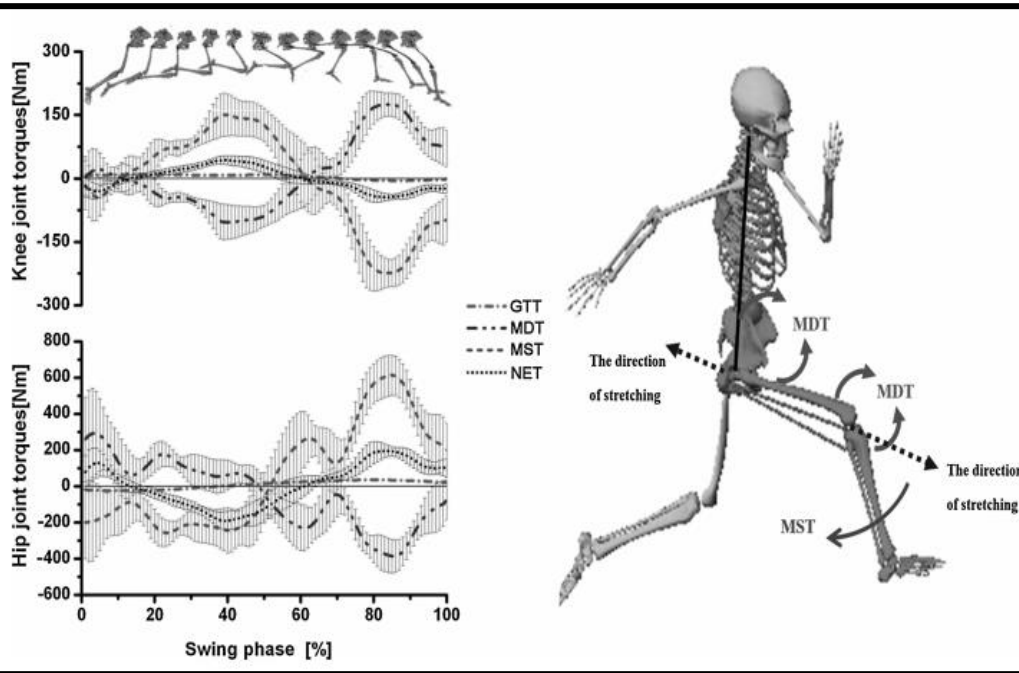 300
150
0
-150
-300
Knee joint torques[Nm]
GTT
MDT
MST
NET
800
600
400
200
0
-200
-400
-600
Hip joint torques[Nm]
0 20 40 60 80 100
Swing phase [%]
MDT
The direction
of stretching
MDT
The direction
of stretching
MST